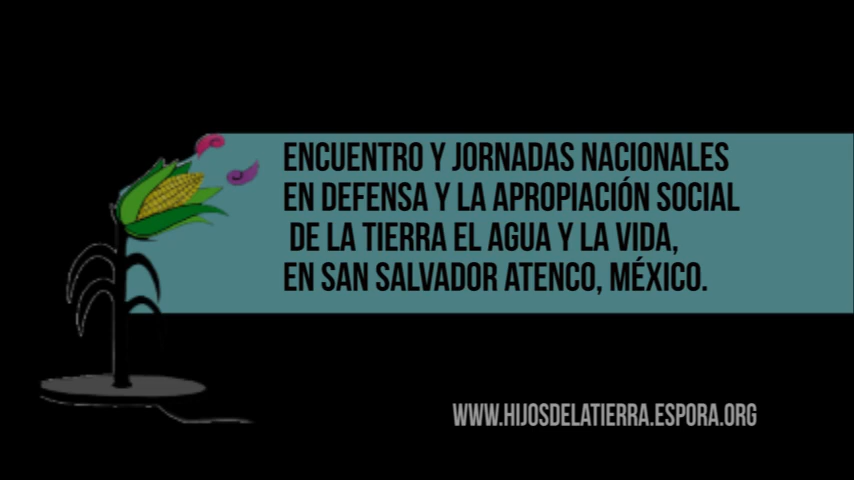 ENCUENTRO Y JORNADAS NACIONALES
EN DEFENSA Y LA APROPIACIÓN SOCIAL
DE LA TIERRA EL AGUA Y LA VIDA,
EN SAN SALVADOR ATENCO, MÉXICO.
WWW.HIJOSDELATIERRA.ESPORA.ORG